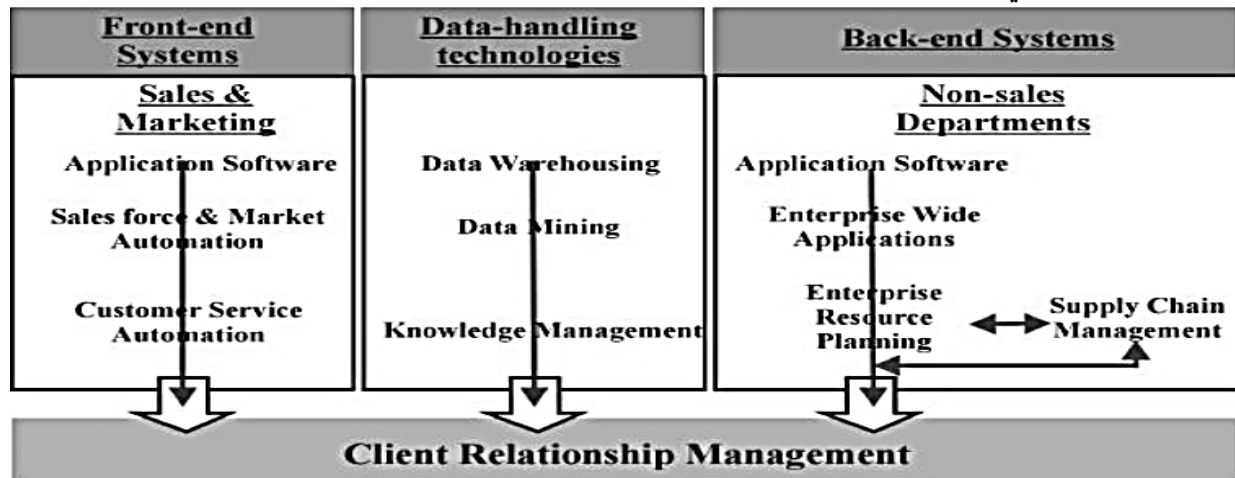 Front-end
Systems
Sales &
Marketing
Application Software
Sales force & Market
Automation
Customer Service
Automation
Data-handling
technologies
Data Warehousing
Data Mining
Knowledge Management
Back-end Systems
Non-sales
Departments
Application Software
Enterprise Wide
Applications
Enterprise
Resource
Planning
Supply Chain
Management
Client Relationship Management